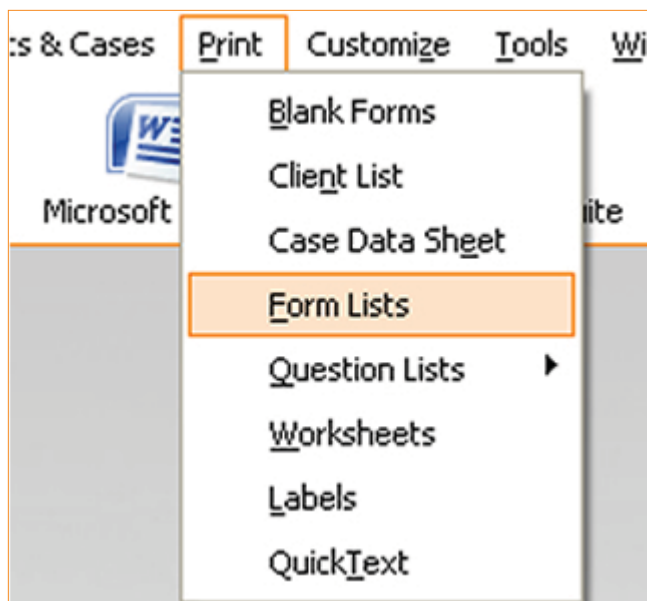 ts & Cases Print Customize Tools Wi
W
Microsoft ite
Blank Forms
Client List
Case Data Sheet
Form Lists
Question Lists
Worksheets
Labels
QuickText